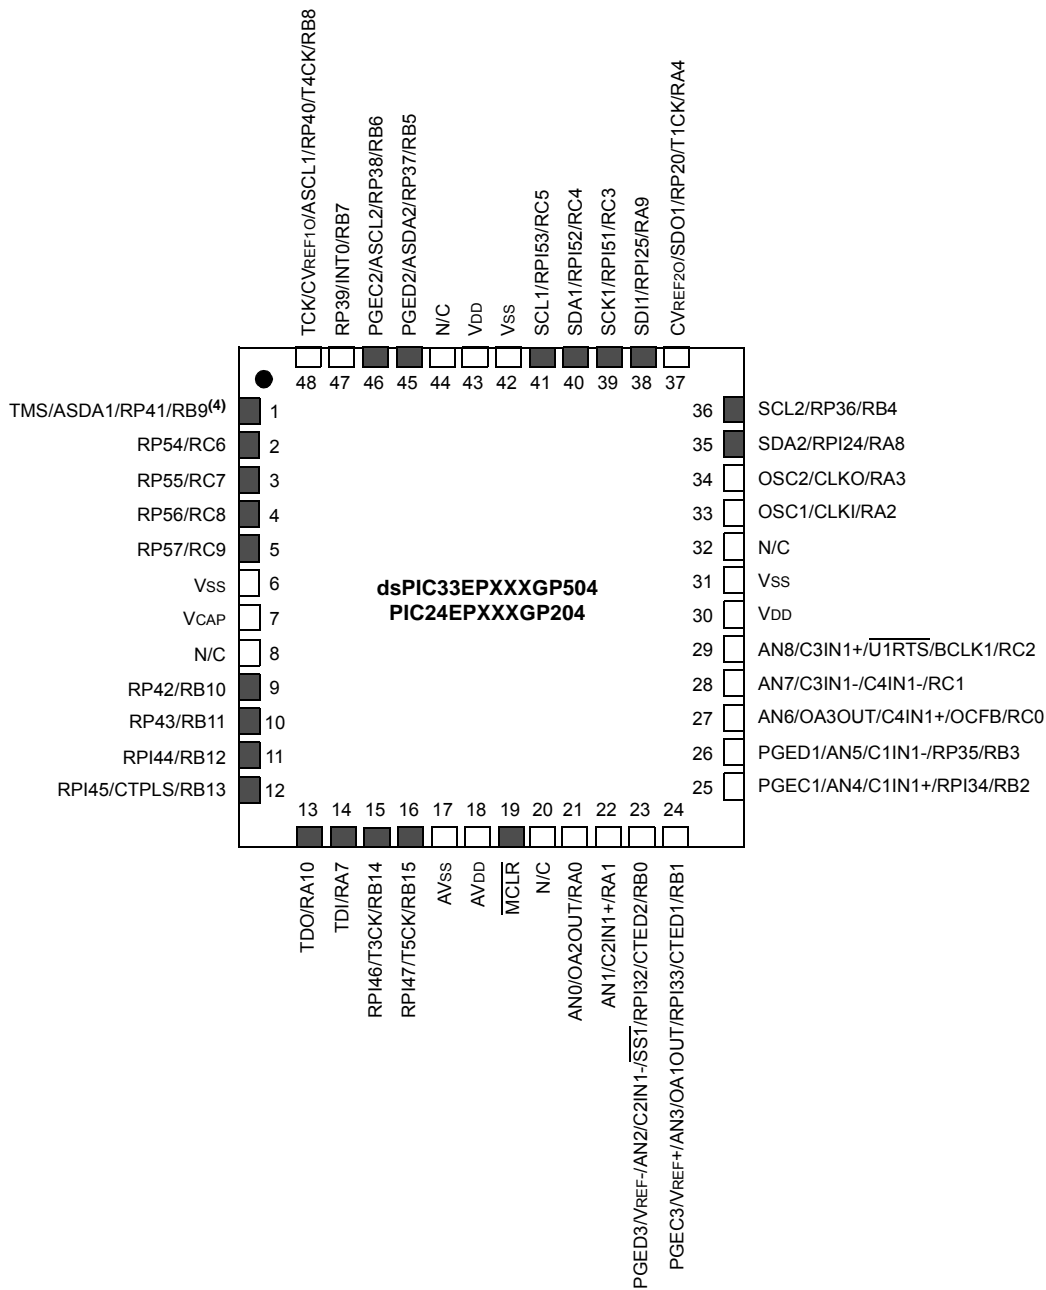 TCK/CVREF1O/ASCL1/RP40/T4CK/RB8
RP39/INT0/RB7
PGEC2/ASCL2/RP38/RB6
PGED2/ASDA2/RP37/RB5
N/C
VDD
VSS
SCL1/RPI53/RC5
SDA1/RPI52/RC4
SCK1/RPI51/RC3
SDI1/RPI25/RA9
CVREF2O/SDO1/RP20/T1CK/RA4
48 47 46 45 44 43 42 41 40 39 38 37
TMS/ASDA1/RP41/RB9(4) 1
RP54/RC6 2
RP55/RC7 3
RP56/RC8 4
RP57/RC9 5
VSS 6
VCAP 7
N/C 8
RP42/RB10 9
RP43/RB11 10
RPI44/RB12 11
RPI45/CTPLS/RB13 12
dsPIC33EPXXXGP504
PIC24EPXXXGP204
36 SCL2/RP36/RB4
35 SDA2/RPI24/RA8
34 OSC2/CLKO/RA3
33 OSC1/CLKI/RA2
32 N/C
31 VSS
30 VDD
29 AN8/C3IN1+/U1RTS/BCLK1/RC2
28 AN7/C3IN1-/C4IN1-/RC1
27 AN6/OA3OUT/C4IN1+/OCFB/RC0
26 PGED1/AN5/C1IN1-/RP35/RB3
25 PGEC1/AN4/C1IN1+/RPI34/RB2
13 14 15 16 17 18 19 20 21 22 23 24
TDO/RA10
TDI/RA7
RPI46/T3CK/RB14
RPI47/T5CK/RB15
AVSS
AVDD
MCLR
N/C
AN0/OA2OUT/RA0
AN1/C2IN1+/RA1
PGED3/VREF-/AN2/C2IN1-/SS1/RPI32/CTED2/RB0
PGEC3/VREF+/AN3/OA1OUT/RPI33/CTED1/RB1